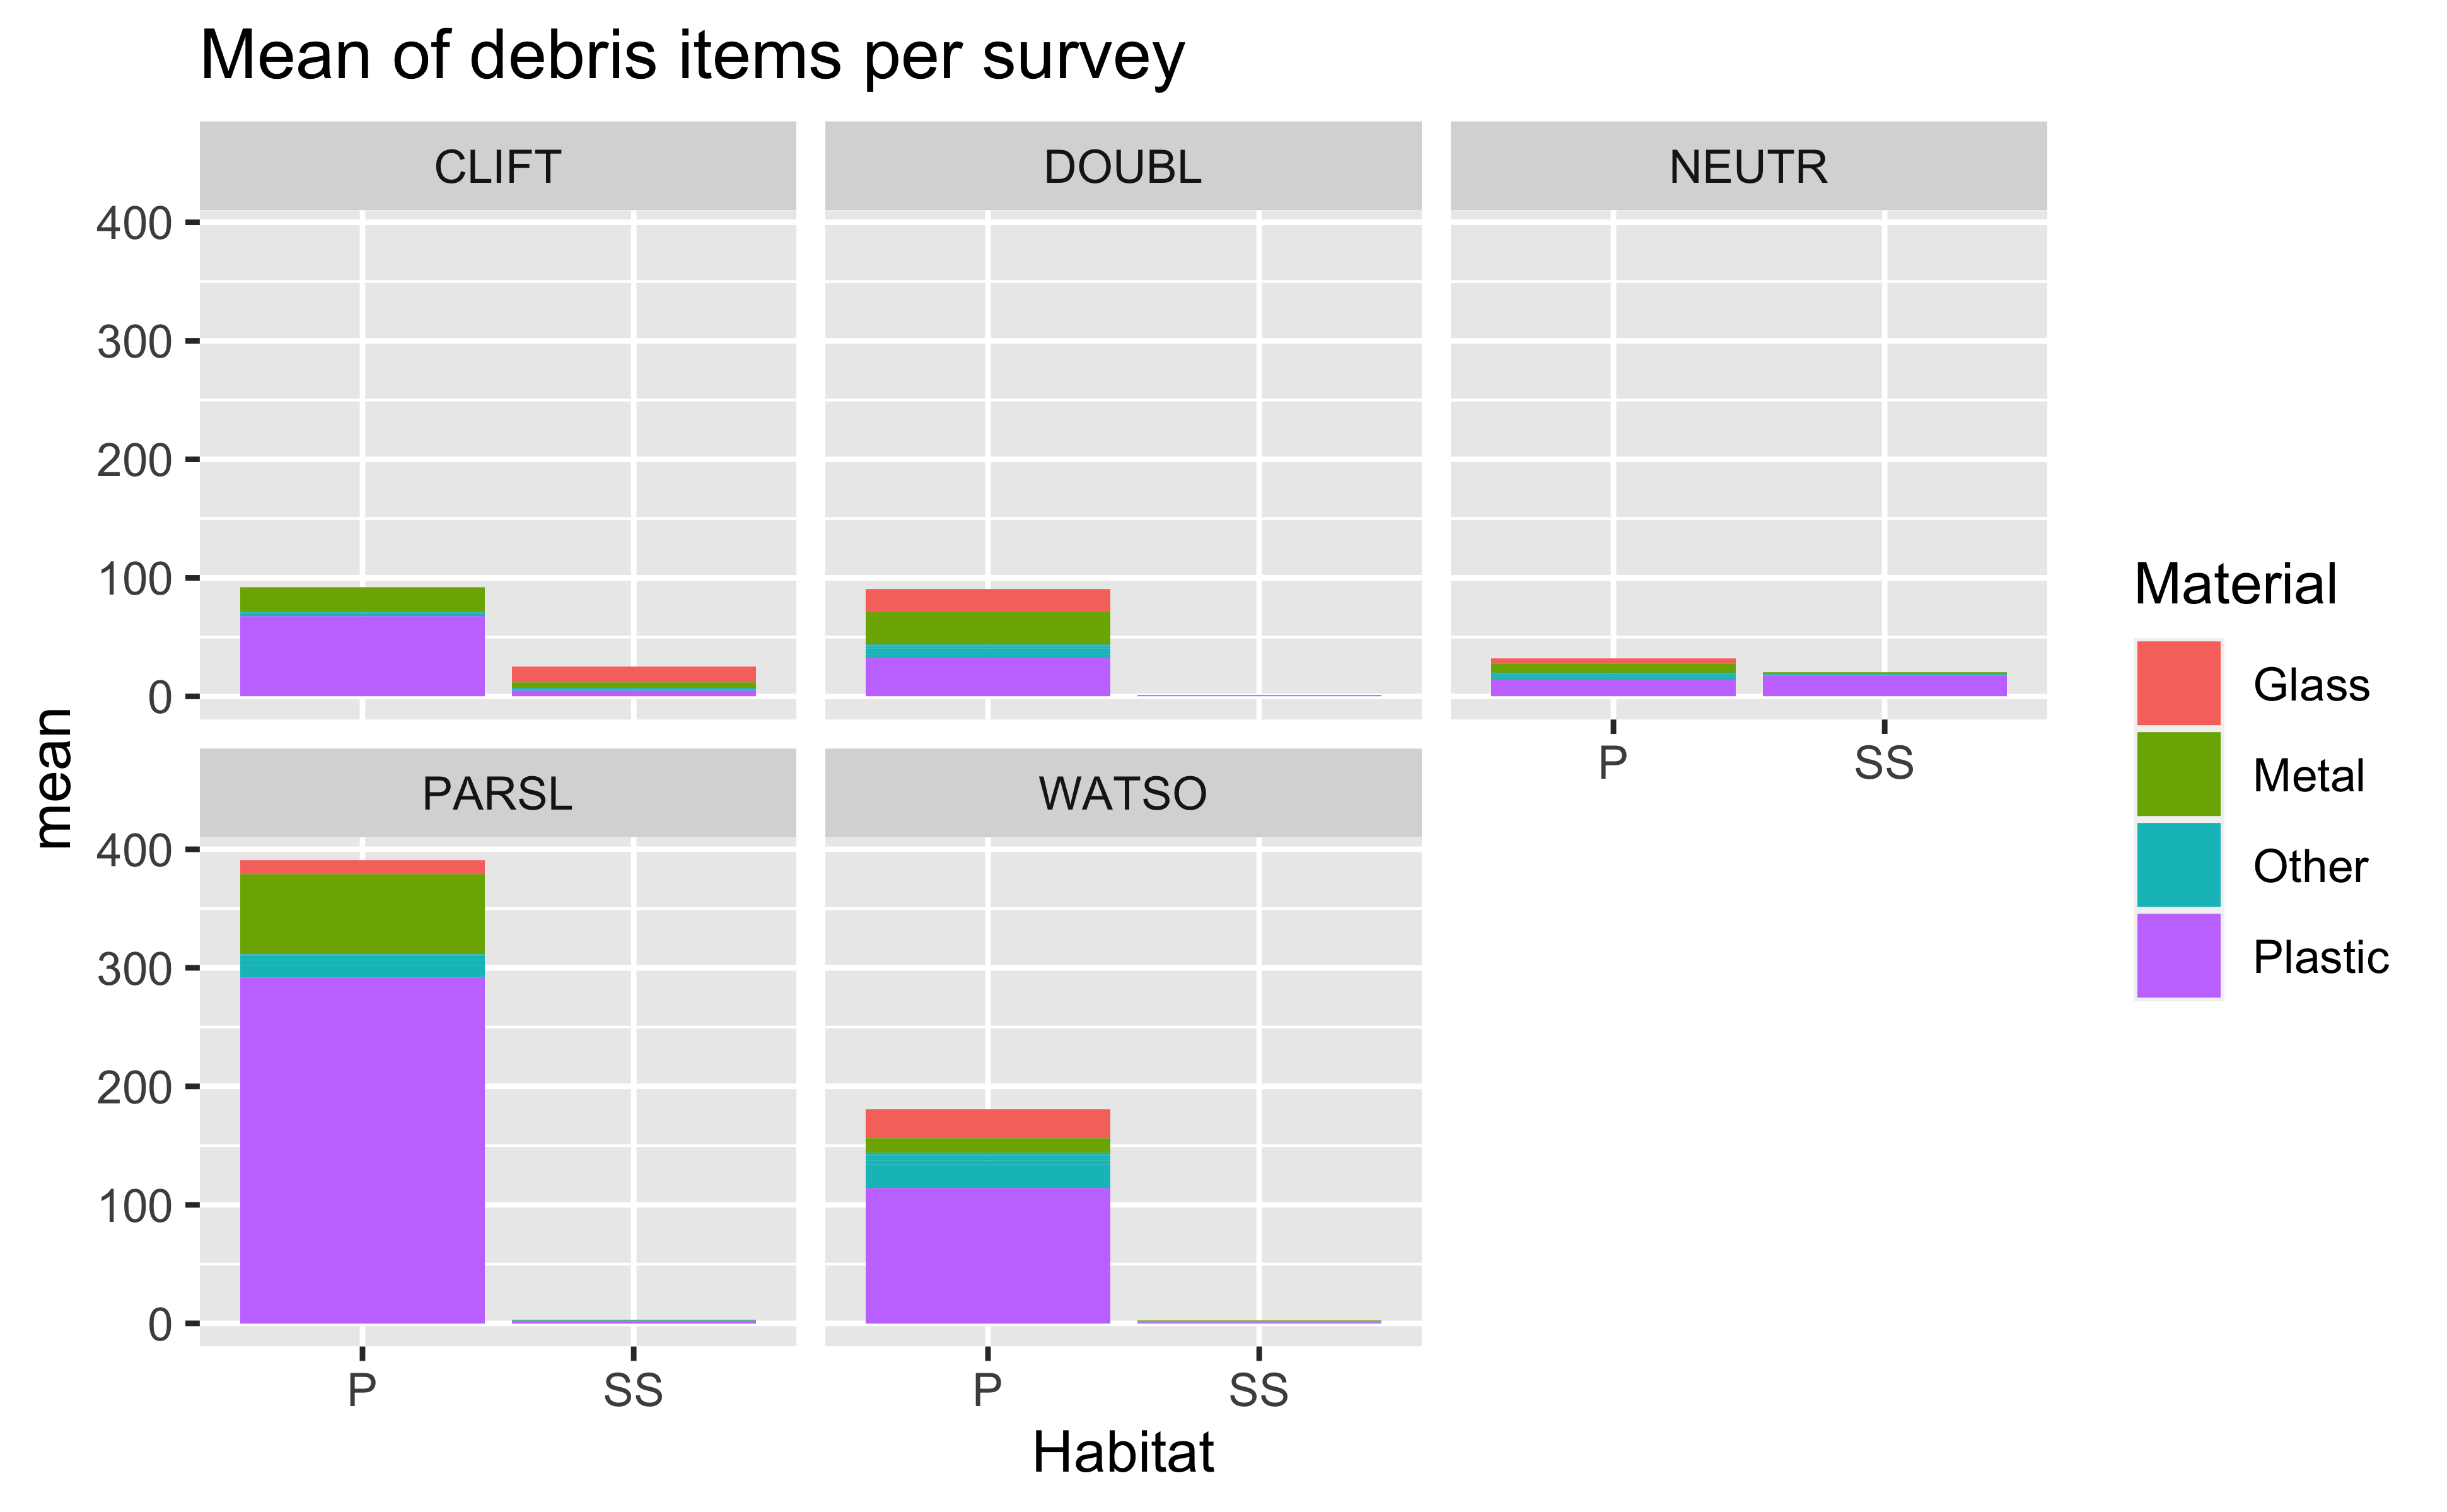 Mean of debris items per survey
CLIFT
DOUBL
NEUTR
400
300
200
100
0
P
SS
mean
PARSL
WATSO
400
300
200
100
0
P
SS
P
SS
Habitat
Material
Glass
Metal
Other
Plastic